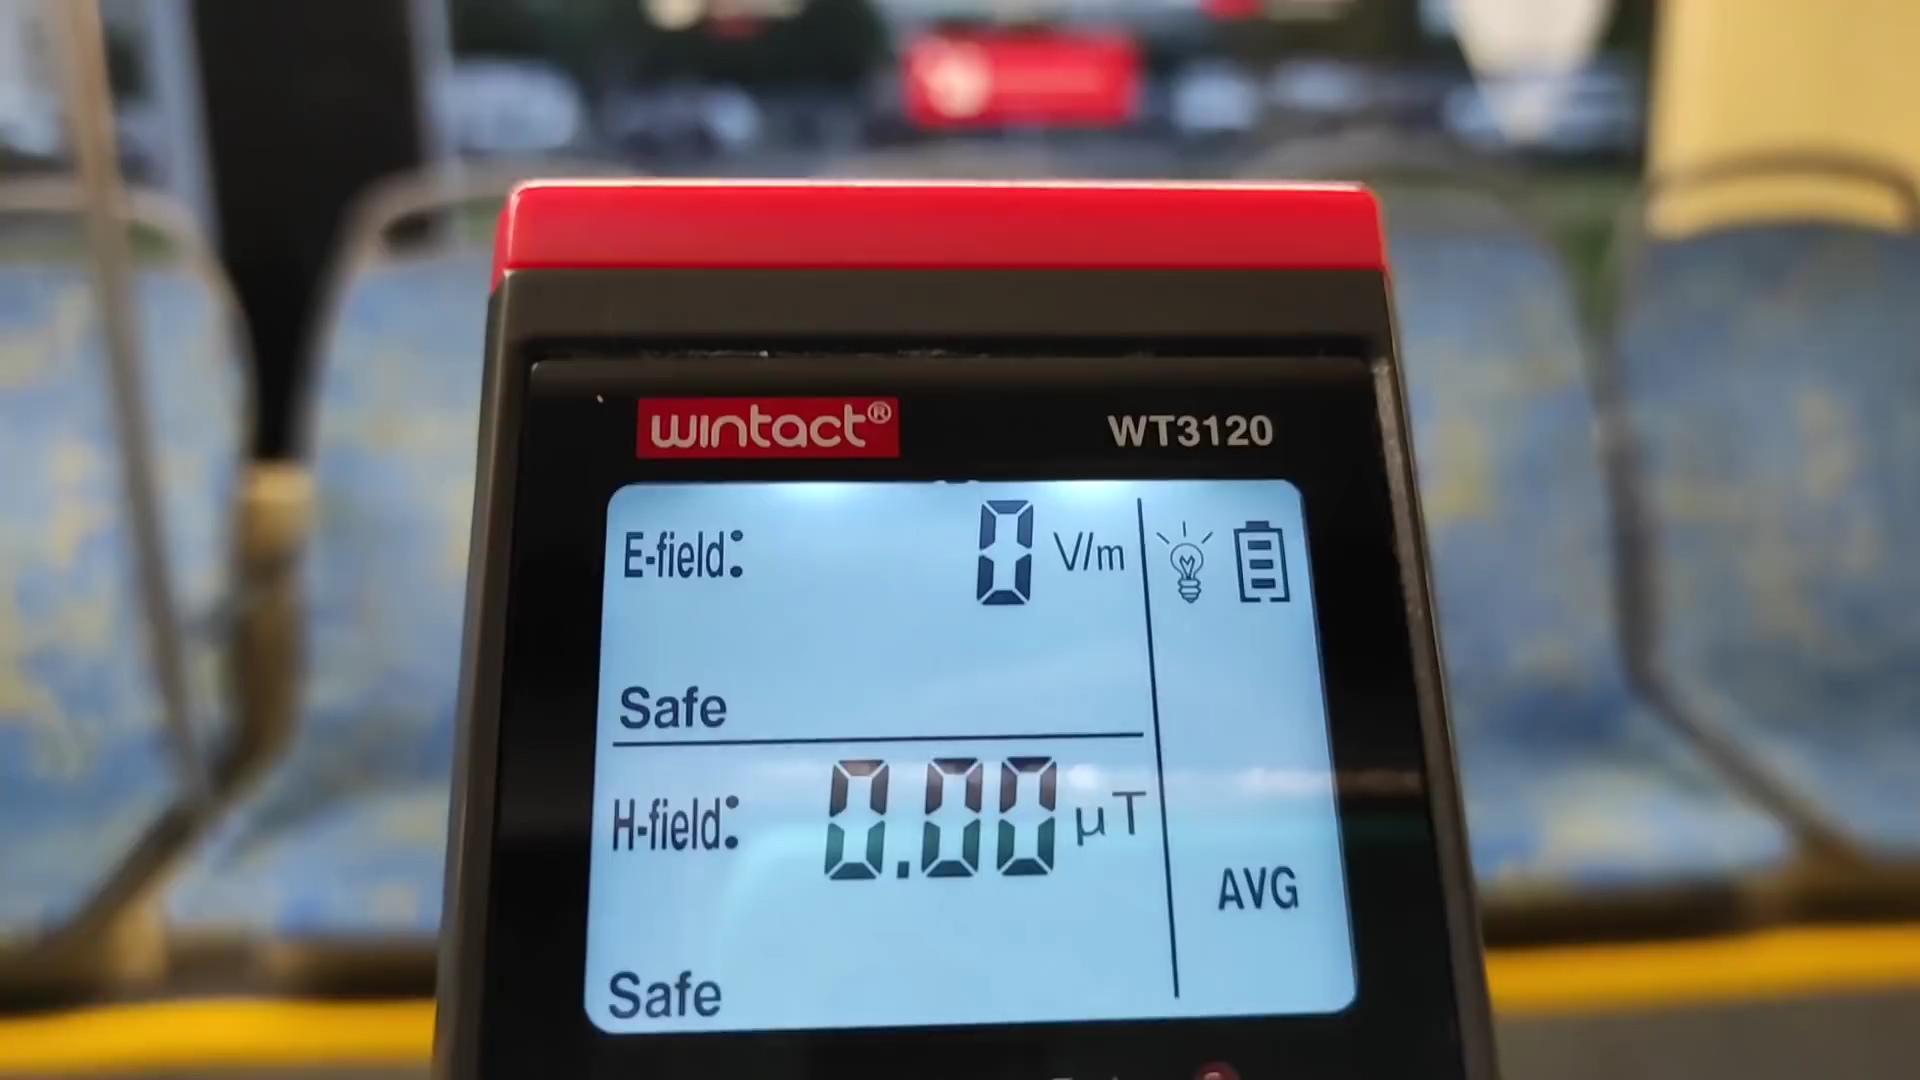 wintact®
WT3120
E-field: 0 V/m
Safe
H-field: 0.00 µT
AVG
Safe